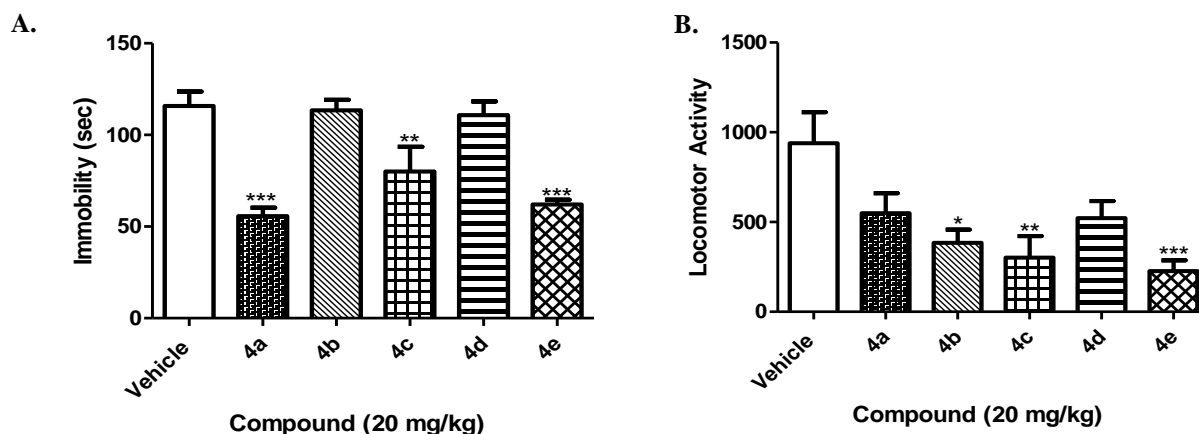 A.
Immobility (sec)
150
100
50
0
***
**
***
Vehicle
4a
4b
4c
4d
4e
Compound (20 mg/kg)
B.
Locomotor Activity
1500
1000
500
0
*
**
***
Vehicle
4a
4b
4c
4d
4e
Compound (20 mg/kg)